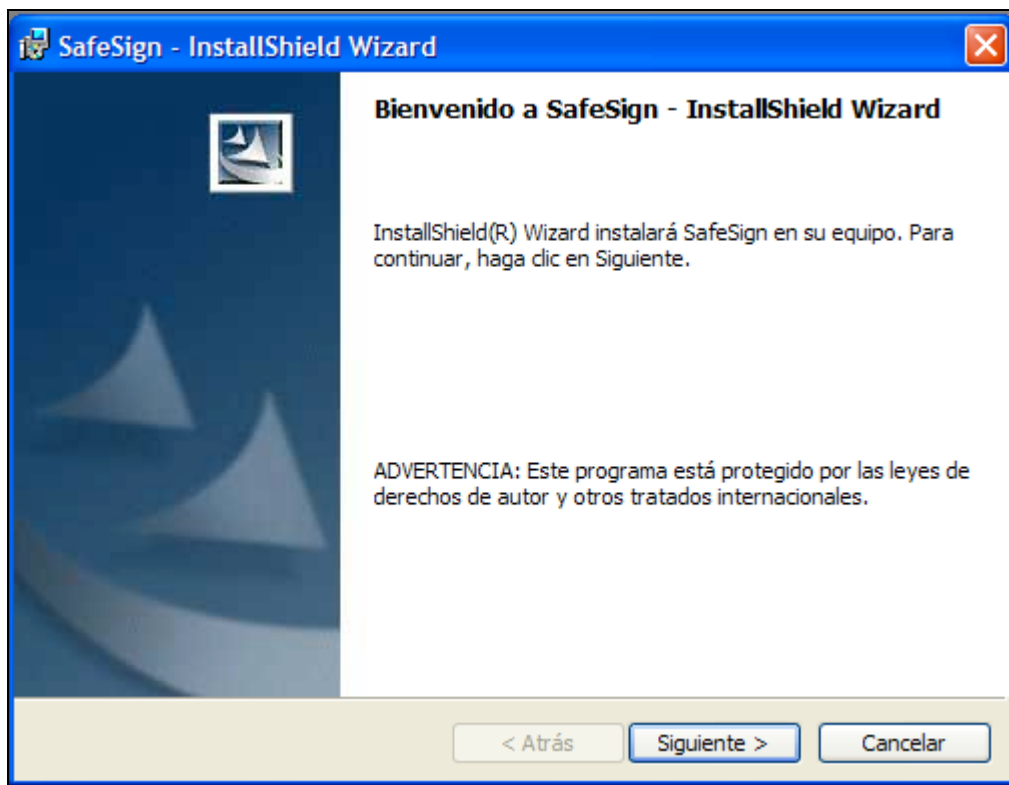 SafeSign - InstallShield Wizard
Bienvenido a SafeSign - InstallShield Wizard
InstallShield(R) Wizard instalará SafeSign en su equipo. Para
continuar, haga clic en Siguiente.
ADVERTENCIA: Este programa está protegido por las leyes de
derechos de autor y otros tratados internacionales.
< Atrás
Siguiente >
Cancelar